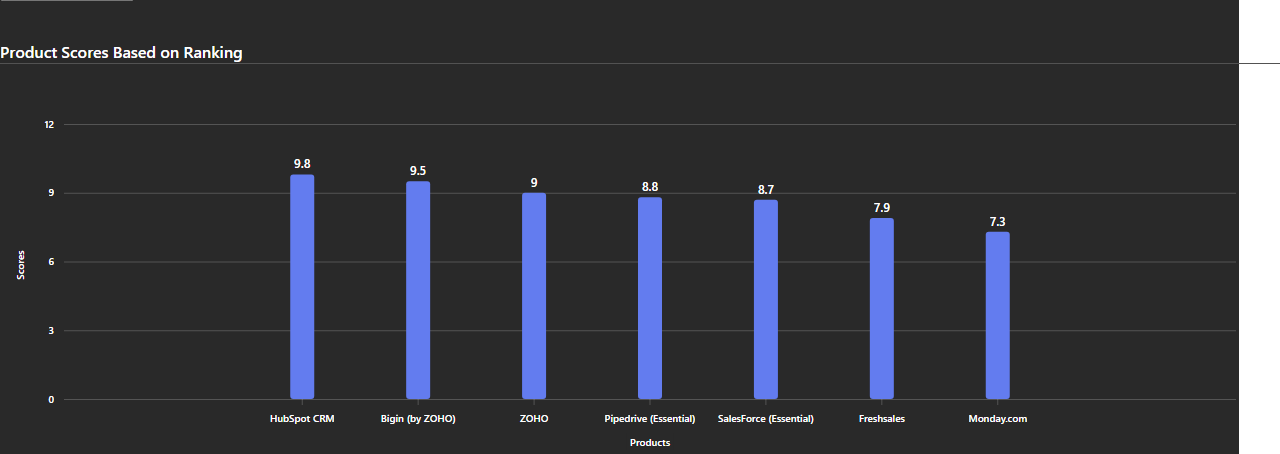 Product Scores Based on Ranking
12
9.8
9.5
9
8.8
8.7
7.9
7.3
9
6
Scores
3
0
HubSpot CRM
Bigin (by ZOHO)
ZOHO
Pipedrive (Essential)
SalesForce (Essential)
Freshsales
Monday.com
Products